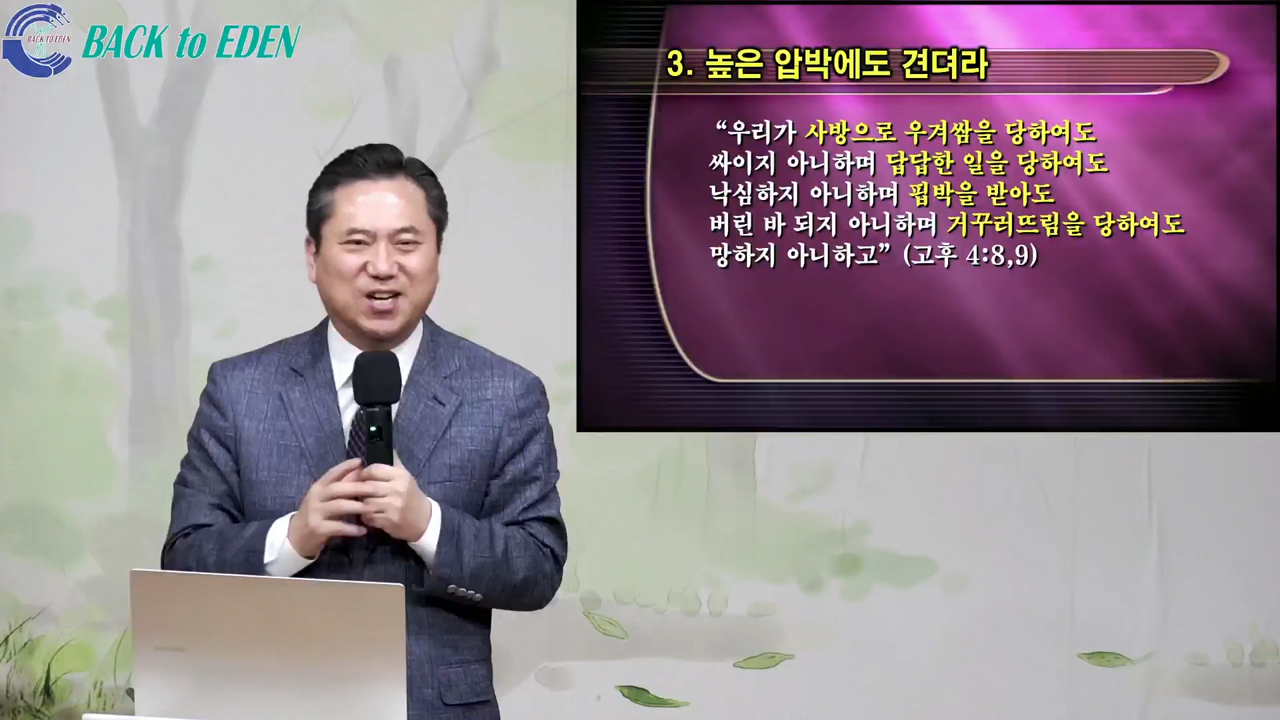 BACK TO EDEN
BACK to EDEN
3. 높은 압박에도 견뎌라
“우리가 사방으로 우겨쌈을 당하여도
싸이지 아니하며 답답한 일을 당하여도
낙심하지 아니하며 핍박을 받아도
버린 바 되지 아니하며 거꾸러뜨림을 당하여도
망하지 아니하고” (고후 4:8,9)